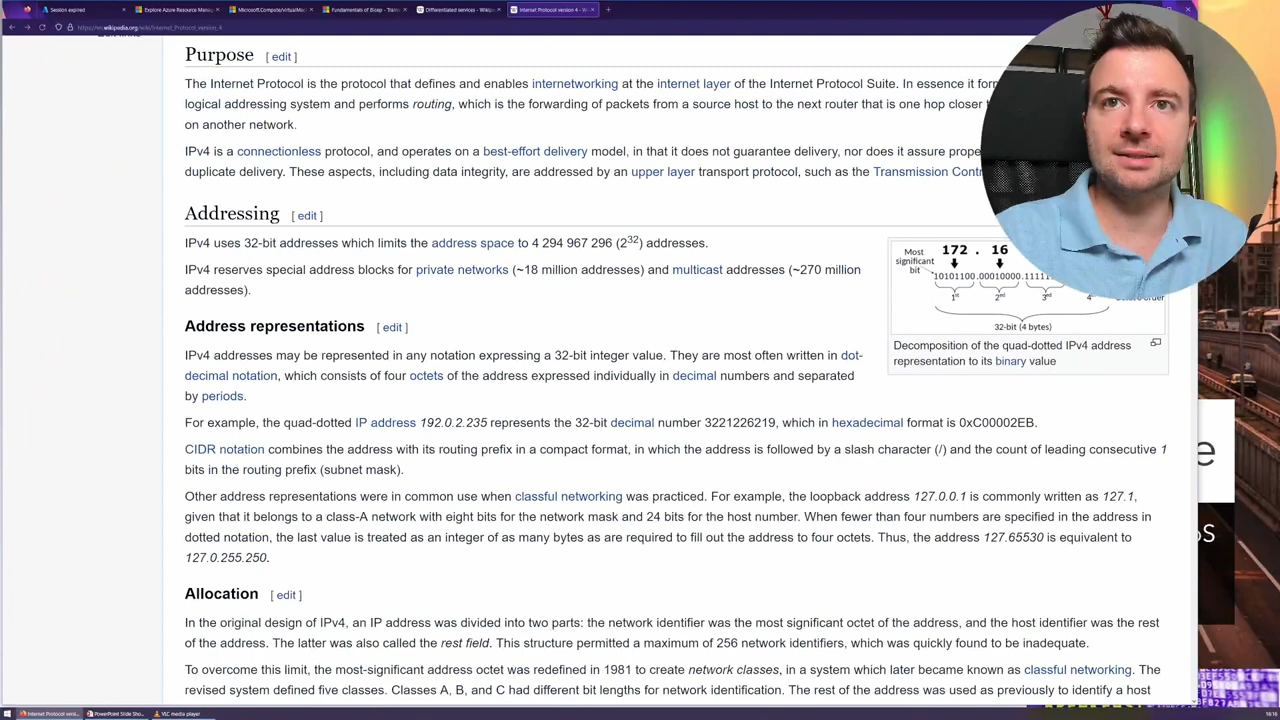 Session expired
Explore Azure Resource Mana
Microsoft.Compute/virtualMac
Fundamentals of Bicep - Train
Differentiated services - Wikipe
Internet Protocol version 4 -
https://en.wikipedia.org/wiki/Internet_Protocol_version_4
Purpose [ edit ]
The Internet Protocol is the protocol that defines and enables internetworking at the internet layer of the Internet Protocol Suite. In essence it for
logical addressing system and performs routing, which is the forwarding of packets from a source host to the next router that is one hop closer
on another network.
IPv4 is a connectionless protocol, and operates on a best-effort delivery model, in that it does not guarantee delivery, nor does it assure prope
duplicate delivery. These aspects, including data integrity, are addressed by an upper layer transport protocol, such as the Transmission Cont
Addressing [ edit ]
IPv4 uses 32-bit addresses which limits the address space to 4 294 967 296 (2³²) addresses.
IPv4 reserves special address blocks for private networks (~18 million addresses) and multicast addresses (~270 million
addresses).
Most
significant
bit
172 . 16
10101100 .00010000 .11111
1st 2nd 3rd 4
32-bit (4 bytes)
Decomposition of the quad-dotted IPv4 address
representation to its binary value
Address representations [ edit ]
IPv4 addresses may be represented in any notation expressing a 32-bit integer value. They are most often written in dot-
decimal notation, which consists of four octets of the address expressed individually in decimal numbers and separated
by periods.
For example, the quad-dotted IP address 192.0.2.235 represents the 32-bit decimal number 3221226219, which in hexadecimal format is 0xC00002EB.
CIDR notation combines the address with its routing prefix in a compact format, in which the address is followed by a slash character (/) and the count of leading consecutive 1
bits in the routing prefix (subnet mask).
Other address representations were in common use when classful networking was practiced. For example, the loopback address 127.0.0.1 is commonly written as 127.1,
given that it belongs to a class-A network with eight bits for the network mask and 24 bits for the host number. When fewer than four numbers are specified in the address in
dotted notation, the last value is treated as an integer of as many bytes as are required to fill out the address to four octets. Thus, the address 127.65530 is equivalent to
127.0.255.250.
Allocation [ edit ]
In the original design of IPv4, an IP address was divided into two parts: the network identifier was the most significant octet of the address, and the host identifier was the rest
of the address. The latter was also called the rest field. This structure permitted a maximum of 256 network identifiers, which was quickly found to be inadequate.
To overcome this limit, the most-significant address octet was redefined in 1981 to create network classes, in a system which later became known as classful networking. The
revised system defined five classes. Classes A, B, and C had different bit lengths for network identification. The rest of the address was used as previously to identify a host
e
Internet Protocol versi
PowerPoint Slide Sho
VLC media player
16:16